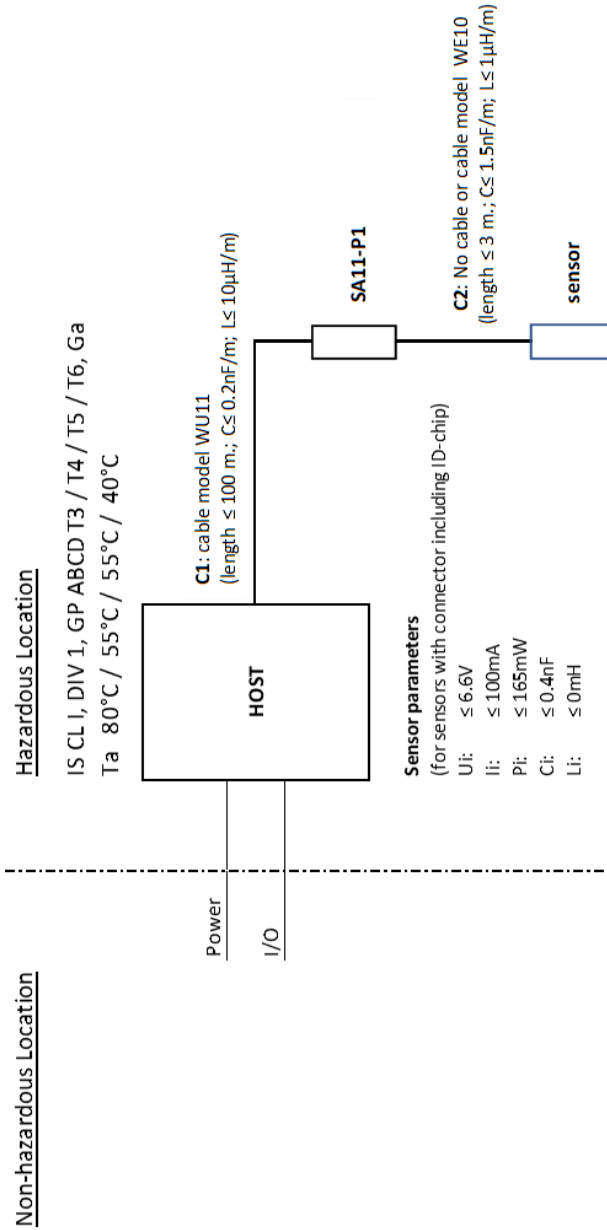 Non-hazardous Location
Hazardous Location
IS CL I, DIV 1, GP ABCD T3 / T4 / T5 / T6, Ga
Ta 80°C / 55°C / 55°C / 40°C
Power
I/O
HOST
C1: cable model WU11
(length ≤ 100 m.; C≤ 0.2nF/m; L≤ 10µH/m)
SA11-P1
C2: No cable or cable model WE10
(length ≤ 3 m.; C≤ 1.5nF/m; L≤ 1µH/m)
sensor
Sensor parameters
(for sensors with connector including ID-chip)
Ui: ≤ 6.6V
Ii: ≤ 100mA
Pi: ≤ 165mW
Ci: ≤ 0.4nF
Li: ≤ 0mH